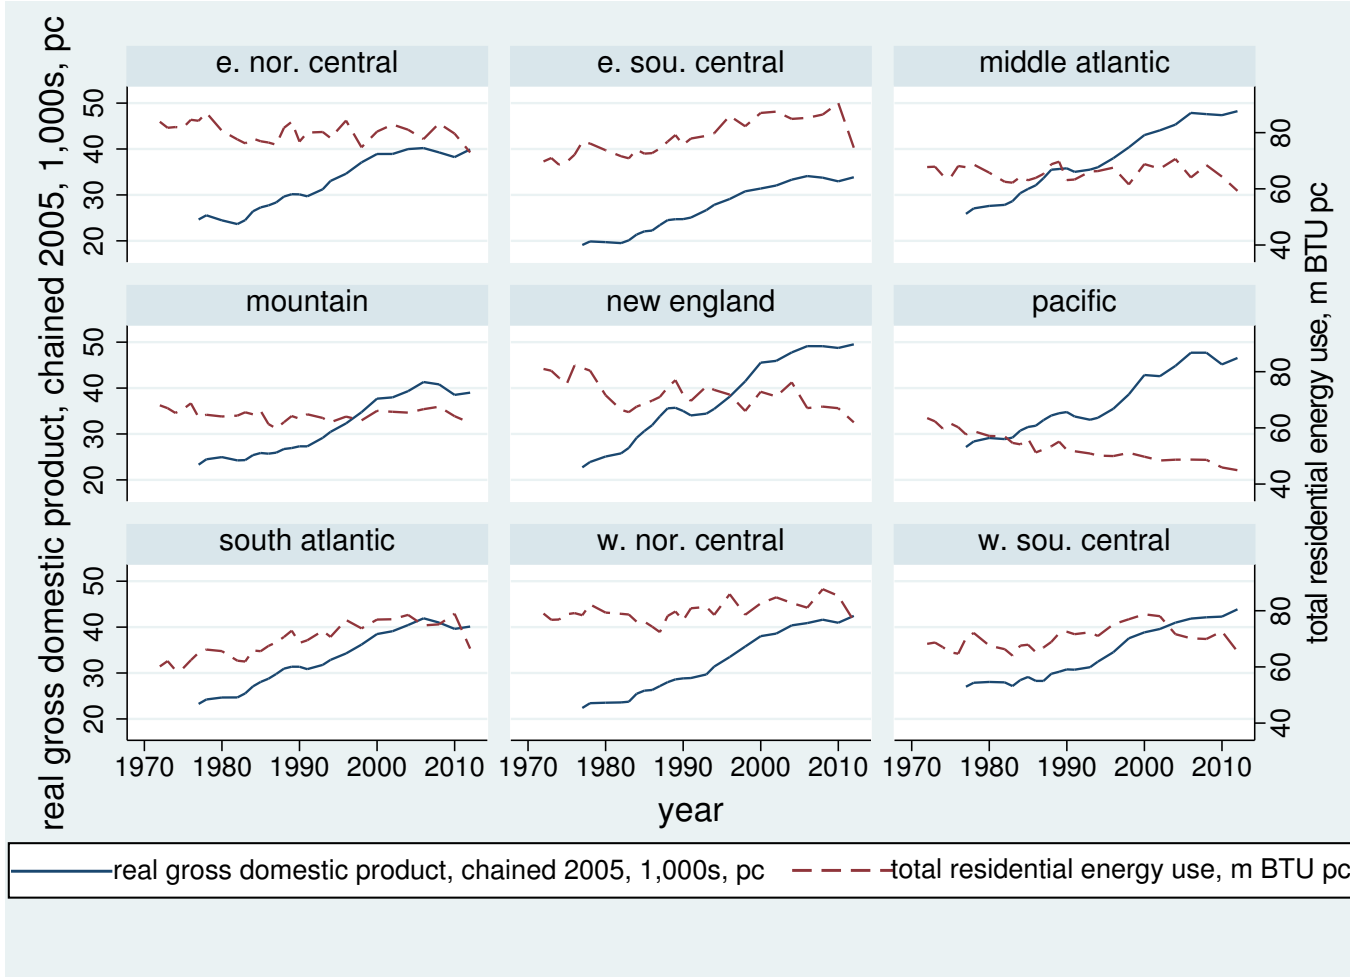 real gross domestic product, chained 2005, 1,000s, pc
e. nor. central
e. sou. central
middle atlantic
50
40
30
20
80
60
40
mountain
new england
pacific
50
40
30
20
80
60
40
south atlantic
w. nor. central
w. sou. central
50
40
30
20
80
60
40
total residential energy use, m BTU pc
1970 1980 1990 2000 2010 1970 1980 1990 2000 2010 1970 1980 1990 2000 2010
year
real gross domestic product, chained 2005, 1,000s, pc
total residential energy use, m BTU pc